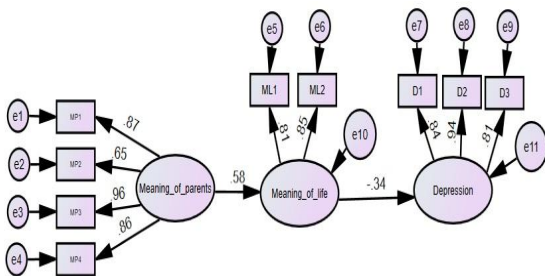 e5
e6
e7
e8
e9
ML1
ML2
D1
D2
D3
e1
MP1
.87
.81
.85
e10
.84
.94
.81
e11
e2
MP2
.65
Meaning_of_parents
.58
Meaning_of_life
-.34
Depression
e3
MP3
.96
e4
MP4
.86